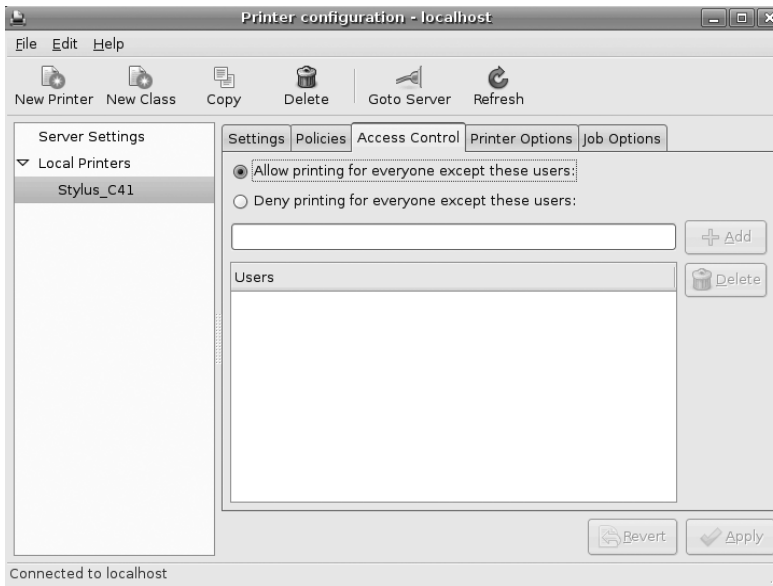 Printer configuration - localhost
File Edit Help
New Printer New Class Copy Delete Goto Server Refresh
Server Settings
Local Printers
Stylus_C41
Settings Policies Access Control Printer Options Job Options
Allow printing for everyone except these users:
Deny printing for everyone except these users:
Add
Users
Delete
Revert Apply
Connected to localhost